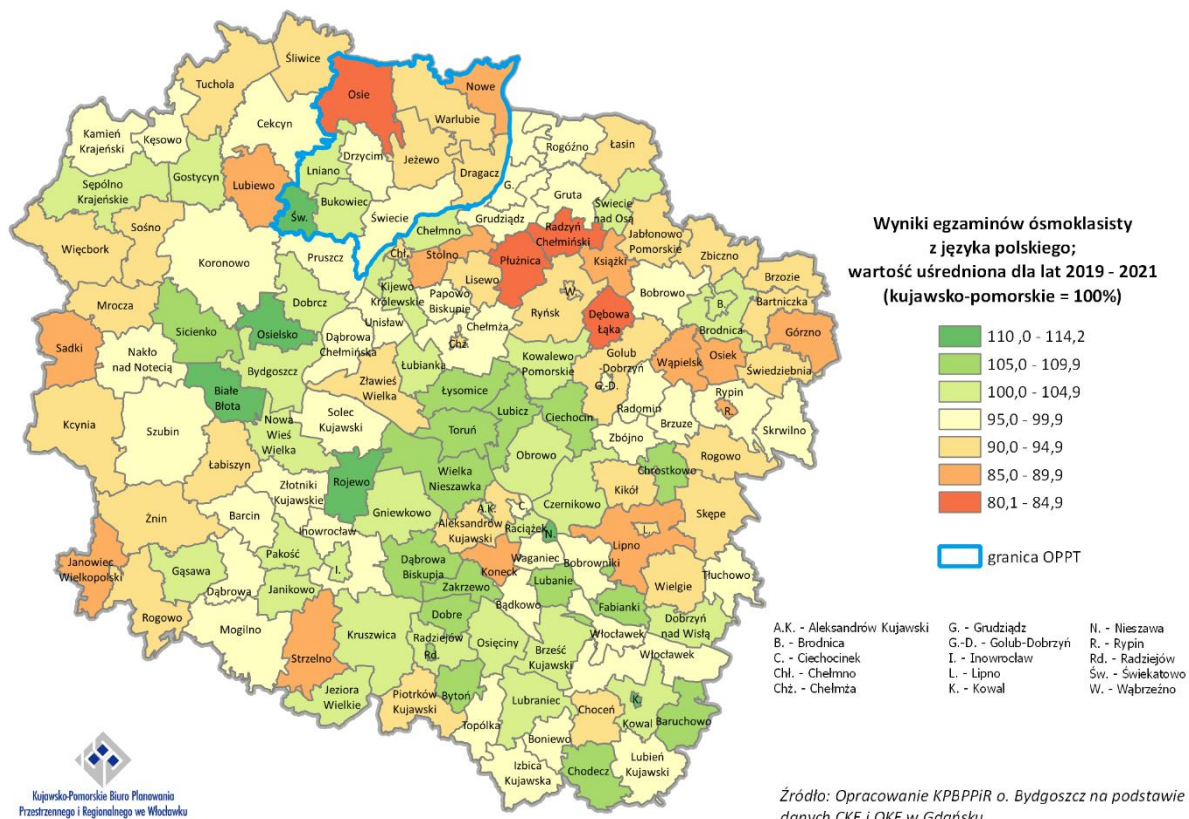 Śliwice
Tuchola
Osie
Nowe
Cekcyn
Warlubie
Kamień
Krajeński
Kęsowo
Drzycim
Jeżewo
Rogóźno
Łasin
Lniano
Dragacz
Gostycyn
Lubiewo
G.
Gruta
Sępólno
Krajeńskie
Św.
Bukowiec
Świecie
Grudziądz
Świecie
nad Osą
Sośno
Chełmno
Radzyń
Chełmiński
Jabłonowo
Pomorskie
Więcbork
Koronowo
Pruszcz
Chł.
Stolno
Płużnica
Książki
Zbiczno
Brzozie
Mrocza
Dobrcz
Kijewo
Królewskie
Lisewo
W.
Bobrowo
Bartniczka
Papowo
Biskupie
Ryńsk
B.
Sicienko
Osielsko
Unisław
Dębowa
Łąka
Brodnica
Górzno
Sadki
Nakło
nad Notecią
Dąbrowa
Chełmińska
Chełmża
Chż.
Golub
Dobrzyń
Wąpielsk
Osiek
Świedziebnia
Bydgoszcz
Łubianka
Kowalewo
Pomorskie
Białe
Błota
Zławieś
Wielka
Łysomice
G.-D.
Rypin
R.
Kcynia
Szubin
Nowa
Wieś
Wielka
Solec
Kujawski
Lubicz
Ciechocin
Radomin
Brzuze
Skrwilno
Toruń
Zbójno
Łabiszyn
Obrowo
Rogowo
Rojewo
Wielka
Nieszawka
Chrostkowo
Złotniki
Kujawskie
Kikół
Żnin
Barcin
Gniewkowo
A.K.
C.
Czernikowo
Skępe
Inowrocław
Aleksandrów
Kujawski
Raciążek
N.
L.
Lipno
Janowiec
Wielkopolski
Gąsawa
Pakość
I.
Dąbrowa
Biskupia
Koneck
Waganiec
Bobrowniki
Tłuchowo
Dąbrowa
Janikowo
Zakrzewo
Lubanie
Wielgie
Rogowo
Bądkowo
Fabianki
Mogilno
Dobre
Dobrzyń
nad Wisłą
Strzelno
Kruszwica
Radziejów
Rd.
Osięciny
Brześć
Kujawski
Włocławek
Włocławek
Jeziora
Wielkie
Piotrków
Kujawski
Bytoń
Lubraniec
Choceń
K.
Kowal
Baruchowo
Topólka
Boniewo
Izbica
Kujawska
Chodecz
Lubień
Kujawski
Wyniki egzaminów ósmoklasisty
z języka polskiego;
wartość uśredniona dla lat 2019 - 2021
(kujawsko-pomorskie = 100%)
110 ,0 - 114,2
105,0 - 109,9
100,0 - 104,9
95,0 - 99,9
90,0 - 94,9
85,0 - 89,9
80,1 - 84,9
granica OPPT
A.K. - Aleksandrów Kujawski
B. - Brodnica
C. - Ciechocinek
Chł. - Chełmno
Chż. - Chełmża
G. - Grudziądz
G.-D. - Golub-Dobrzyń
I. - Inowrocław
L. - Lipno
K. - Kowal
N. - Nieszawa
R. - Rypin
Rd. - Radziejów
Św. - Świekatowo
W. - Wąbrzeźno
Kujawsko-Pomorskie Biuro Planowania
Przestrzennego i Regionalnego we Włocławku
Źródło: Opracowanie KPBPPiR o. Bydgoszcz na podstawie
danych CKE i OKE w Gdańsku